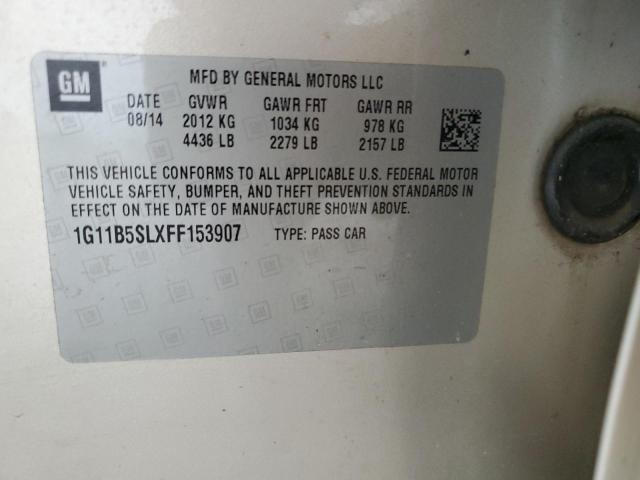 GM
MFD BY GENERAL MOTORS LLC
DATE GVWR GAWR FRT GAWR RR
08/14 2012 KG 1034 KG 978 KG
4436 LB 2279 LB 2157 LB
THIS VEHICLE CONFORMS TO ALL APPLICABLE U.S. FEDERAL MOTOR
VEHICLE SAFETY, BUMPER, AND THEFT PREVENTION STANDARDS IN
EFFECT ON THE DATE OF MANUFACTURE SHOWN ABOVE.
1G11B5SLXFF153907 TYPE: PASS CAR